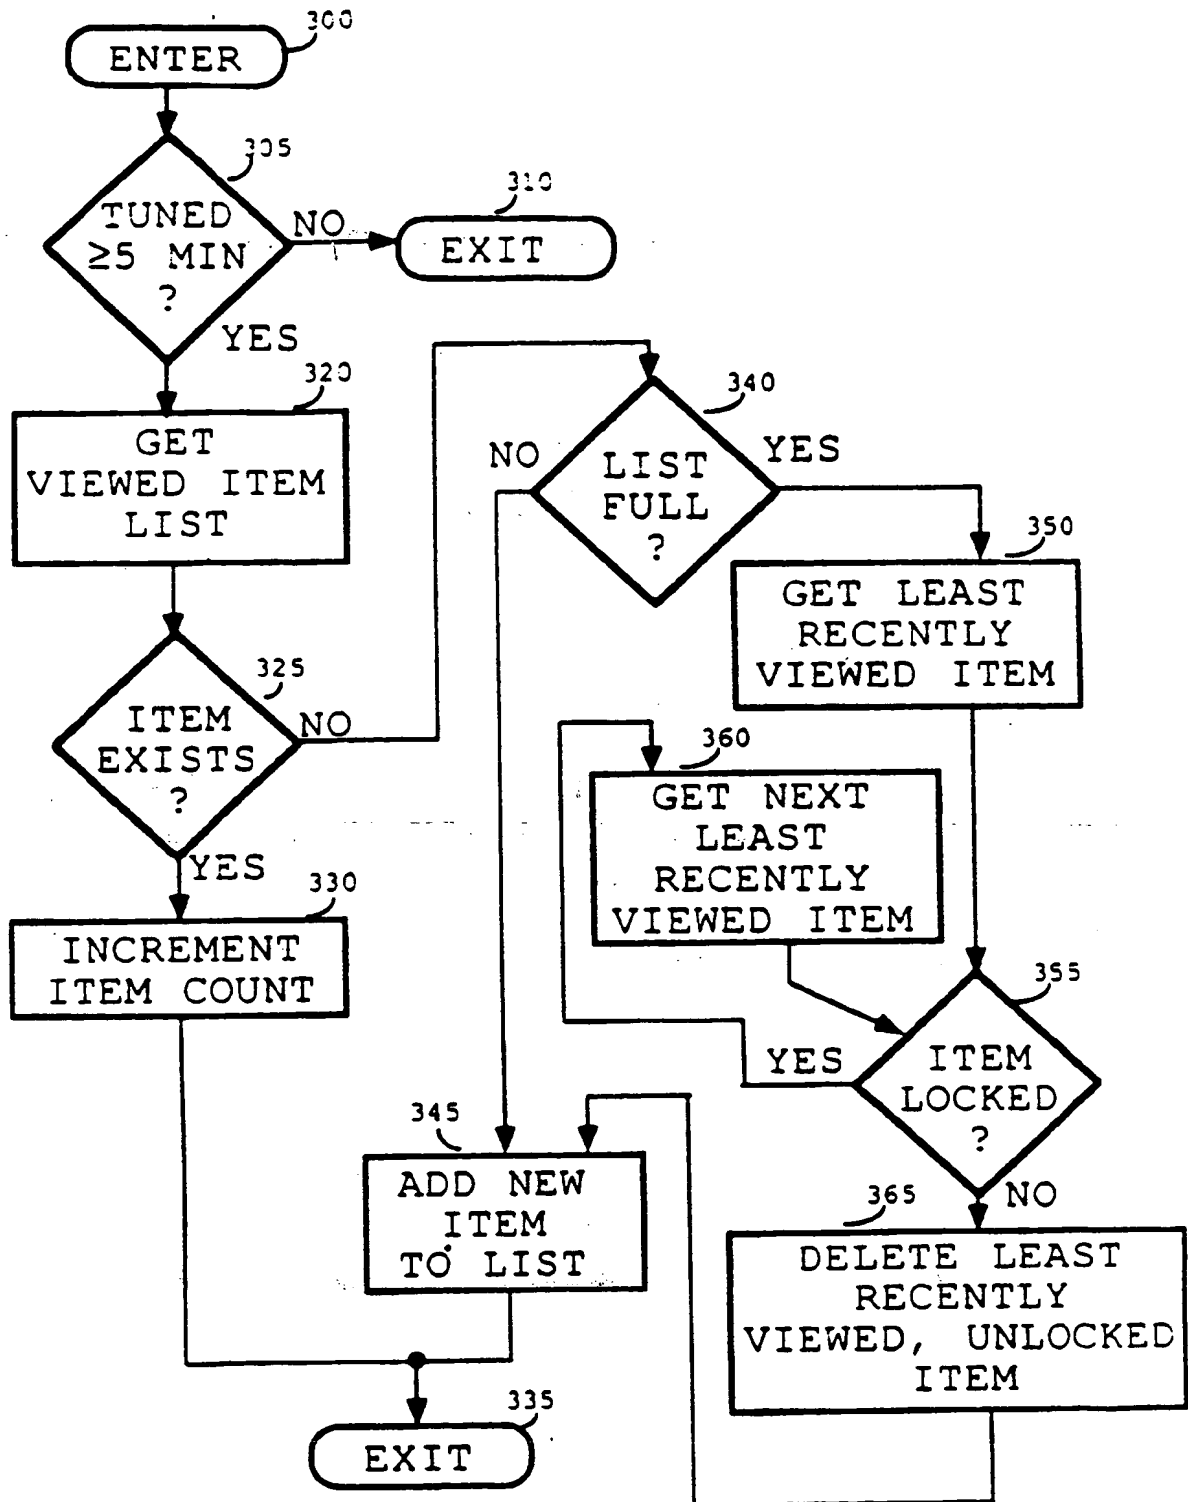 300
ENTER
305
TUNED
≥5 MIN
?
NO
310
EXIT
YES
320
GET
VIEWED ITEM
LIST
325
ITEM
EXISTS
?
NO
YES
330
INCREMENT
ITEM COUNT
340
LIST
FULL
?
NO
YES
350
GET LEAST
RECENTLY
VIEWED ITEM
360
GET NEXT
LEAST
RECENTLY
VIEWED ITEM
355
ITEM
LOCKED
?
YES
NO
345
ADD NEW
ITEM
TO LIST
365
DELETE LEAST
RECENTLY
VIEWED, UNLOCKED
ITEM
335
EXIT